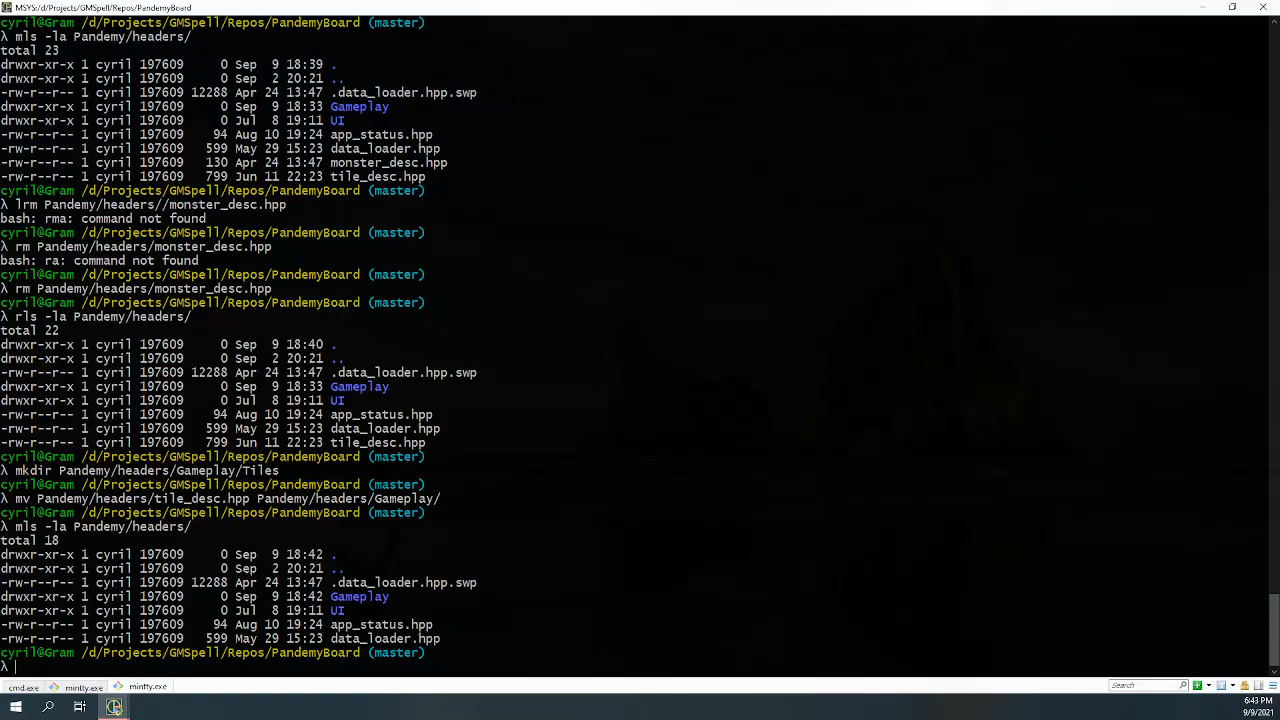 MSYS:/d/Projects/GMSpell/Repos/PandemyBoard
cyril@Gram /d/Projects/GMSpell/Repos/PandemyBoard (master)
λ mls -la Pandemy/headers/
total 23
drwxr-xr-x 1 cyril 197609     0 Sep  9 18:39 .
drwxr-xr-x 1 cyril 197609     0 Sep  2 20:21 ..
-rw-r--r-- 1 cyril 197609 12288 Apr 24 13:47 .data_loader.hpp.swp
drwxr-xr-x 1 cyril 197609     0 Sep  9 18:33 Gameplay
drwxr-xr-x 1 cyril 197609     0 Jul  8 19:11 UI
-rw-r--r-- 1 cyril 197609    94 Aug 10 19:24 app_status.hpp
-rw-r--r-- 1 cyril 197609   599 May 29 15:23 data_loader.hpp
-rw-r--r-- 1 cyril 197609   130 Apr 24 13:47 monster_desc.hpp
-rw-r--r-- 1 cyril 197609   799 Jun 11 22:23 tile_desc.hpp
cyril@Gram /d/Projects/GMSpell/Repos/PandemyBoard (master)
λ lrm Pandemy/headers//monster_desc.hpp
bash: rma: command not found
cyril@Gram /d/Projects/GMSpell/Repos/PandemyBoard (master)
λ rm Pandemy/headers/monster_desc.hpp
bash: ra: command not found
cyril@Gram /d/Projects/GMSpell/Repos/PandemyBoard (master)
λ rm Pandemy/headers/monster_desc.hpp
cyril@Gram /d/Projects/GMSpell/Repos/PandemyBoard (master)
λ rls -la Pandemy/headers/
total 22
drwxr-xr-x 1 cyril 197609     0 Sep  9 18:40 .
drwxr-xr-x 1 cyril 197609     0 Sep  2 20:21 ..
-rw-r--r-- 1 cyril 197609 12288 Apr 24 13:47 .data_loader.hpp.swp
drwxr-xr-x 1 cyril 197609     0 Sep  9 18:33 Gameplay
drwxr-xr-x 1 cyril 197609     0 Jul  8 19:11 UI
-rw-r--r-- 1 cyril 197609    94 Aug 10 19:24 app_status.hpp
-rw-r--r-- 1 cyril 197609   599 May 29 15:23 data_loader.hpp
-rw-r--r-- 1 cyril 197609   799 Jun 11 22:23 tile_desc.hpp
cyril@Gram /d/Projects/GMSpell/Repos/PandemyBoard (master)
λ mkdir Pandemy/headers/Gameplay/Tiles
cyril@Gram /d/Projects/GMSpell/Repos/PandemyBoard (master)
λ mv Pandemy/headers/tile_desc.hpp Pandemy/headers/Gameplay/
cyril@Gram /d/Projects/GMSpell/Repos/PandemyBoard (master)
λ mls -la Pandemy/headers/
total 18
drwxr-xr-x 1 cyril 197609     0 Sep  9 18:42 .
drwxr-xr-x 1 cyril 197609     0 Sep  2 20:21 ..
-rw-r--r-- 1 cyril 197609 12288 Apr 24 13:47 .data_loader.hpp.swp
drwxr-xr-x 1 cyril 197609     0 Sep  9 18:42 Gameplay
drwxr-xr-x 1 cyril 197609     0 Jul  8 19:11 UI
-rw-r--r-- 1 cyril 197609    94 Aug 10 19:24 app_status.hpp
-rw-r--r-- 1 cyril 197609   599 May 29 15:23 data_loader.hpp
cyril@Gram /d/Projects/GMSpell/Repos/PandemyBoard (master)
λ
cmd.exe mintty.exe mintty.exe Search
6:43 PM
9/9/2021